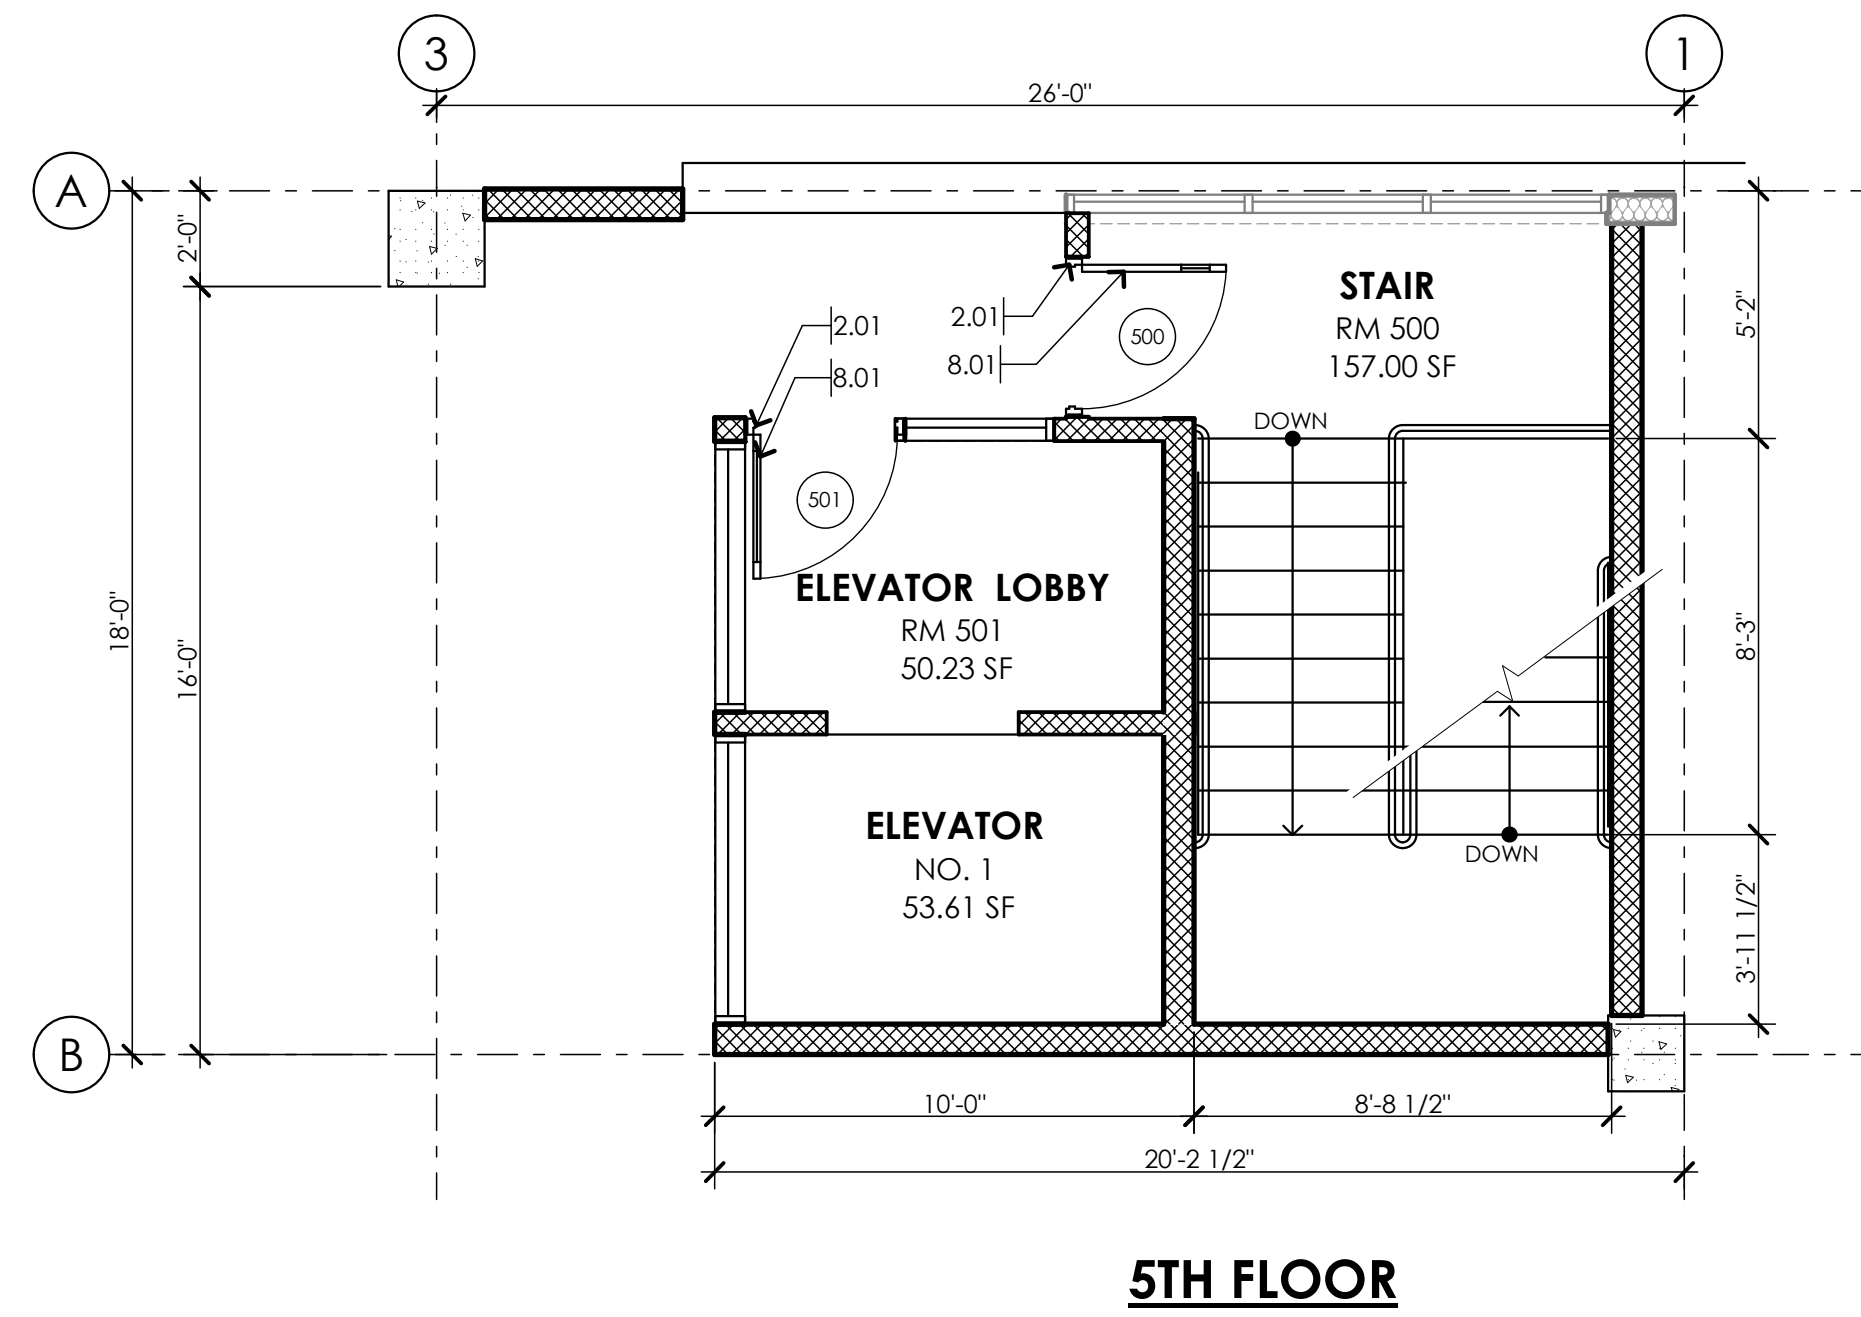 3
1
26'-0"
A
2'-0"
18'-0"
16'-0"
STAIR
RM 500
157.00 SF
5'-2"
2.01
2.01
500
8.01
8.01
DOWN
501
ELEVATOR LOBBY
RM 501
50.23 SF
8'-3"
ELEVATOR
NO. 1
53.61 SF
DOWN
3'-11 1/2"
B
10'-0"
8'-8 1/2"
20'-2 1/2"
5TH FLOOR